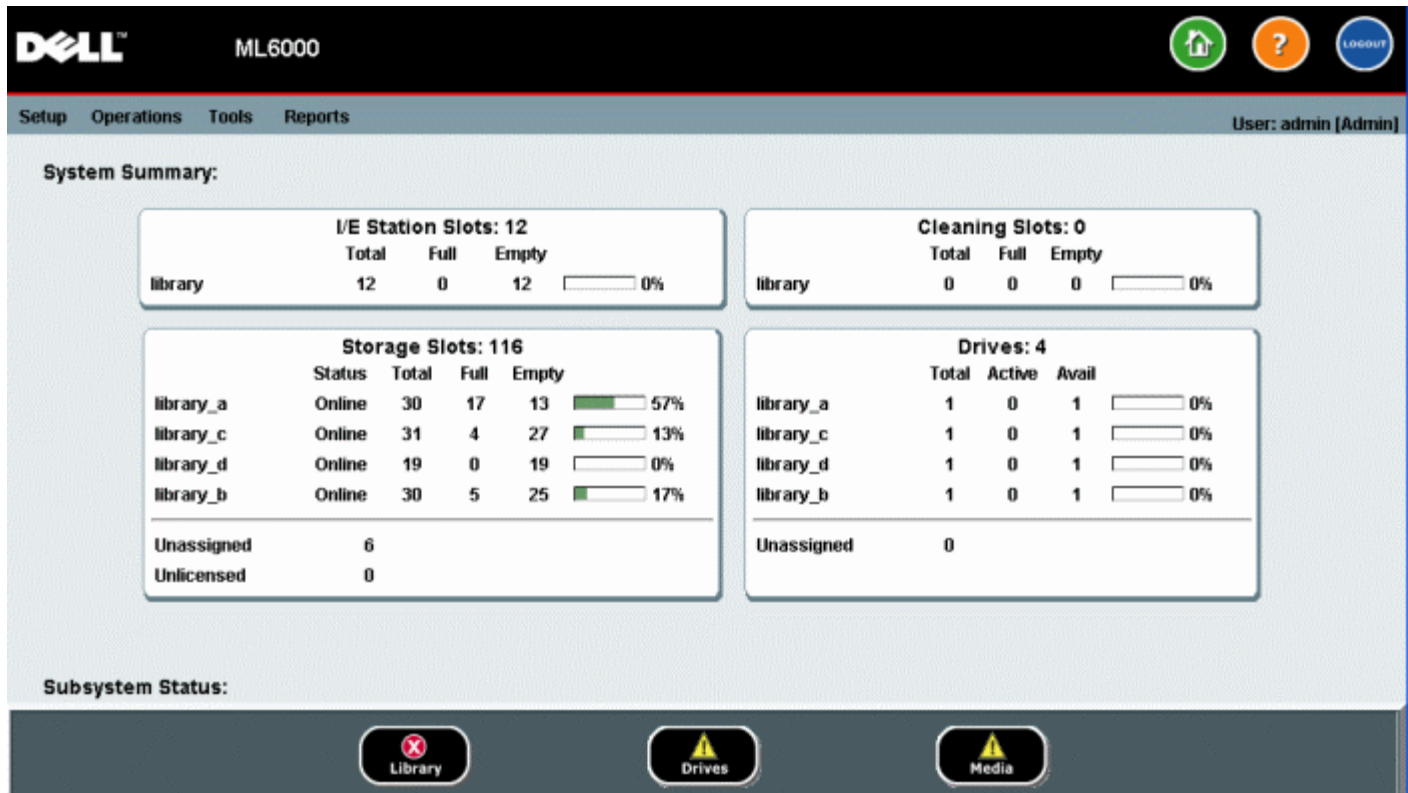 DELL™ ML6000 LOGOUT
Setup Operations Tools Reports User: admin [Admin]
System Summary:
I/E Station Slots: 12
Total Full Empty
library 12 0 12 0%
Cleaning Slots: 0
Total Full Empty
library 0 0 0 0%
Storage Slots: 116
Status Total Full Empty
library_a Online 30 17 13 57%
library_c Online 31 4 27 13%
library_d Online 19 0 19 0%
library_b Online 30 5 25 17%
Unassigned 6
Unlicensed 0
Drives: 4
Total Active Avail
library_a 1 0 1 0%
library_c 1 0 1 0%
library_d 1 0 1 0%
library_b 1 0 1 0%
Unassigned 0
Subsystem Status:
Library Drives Media